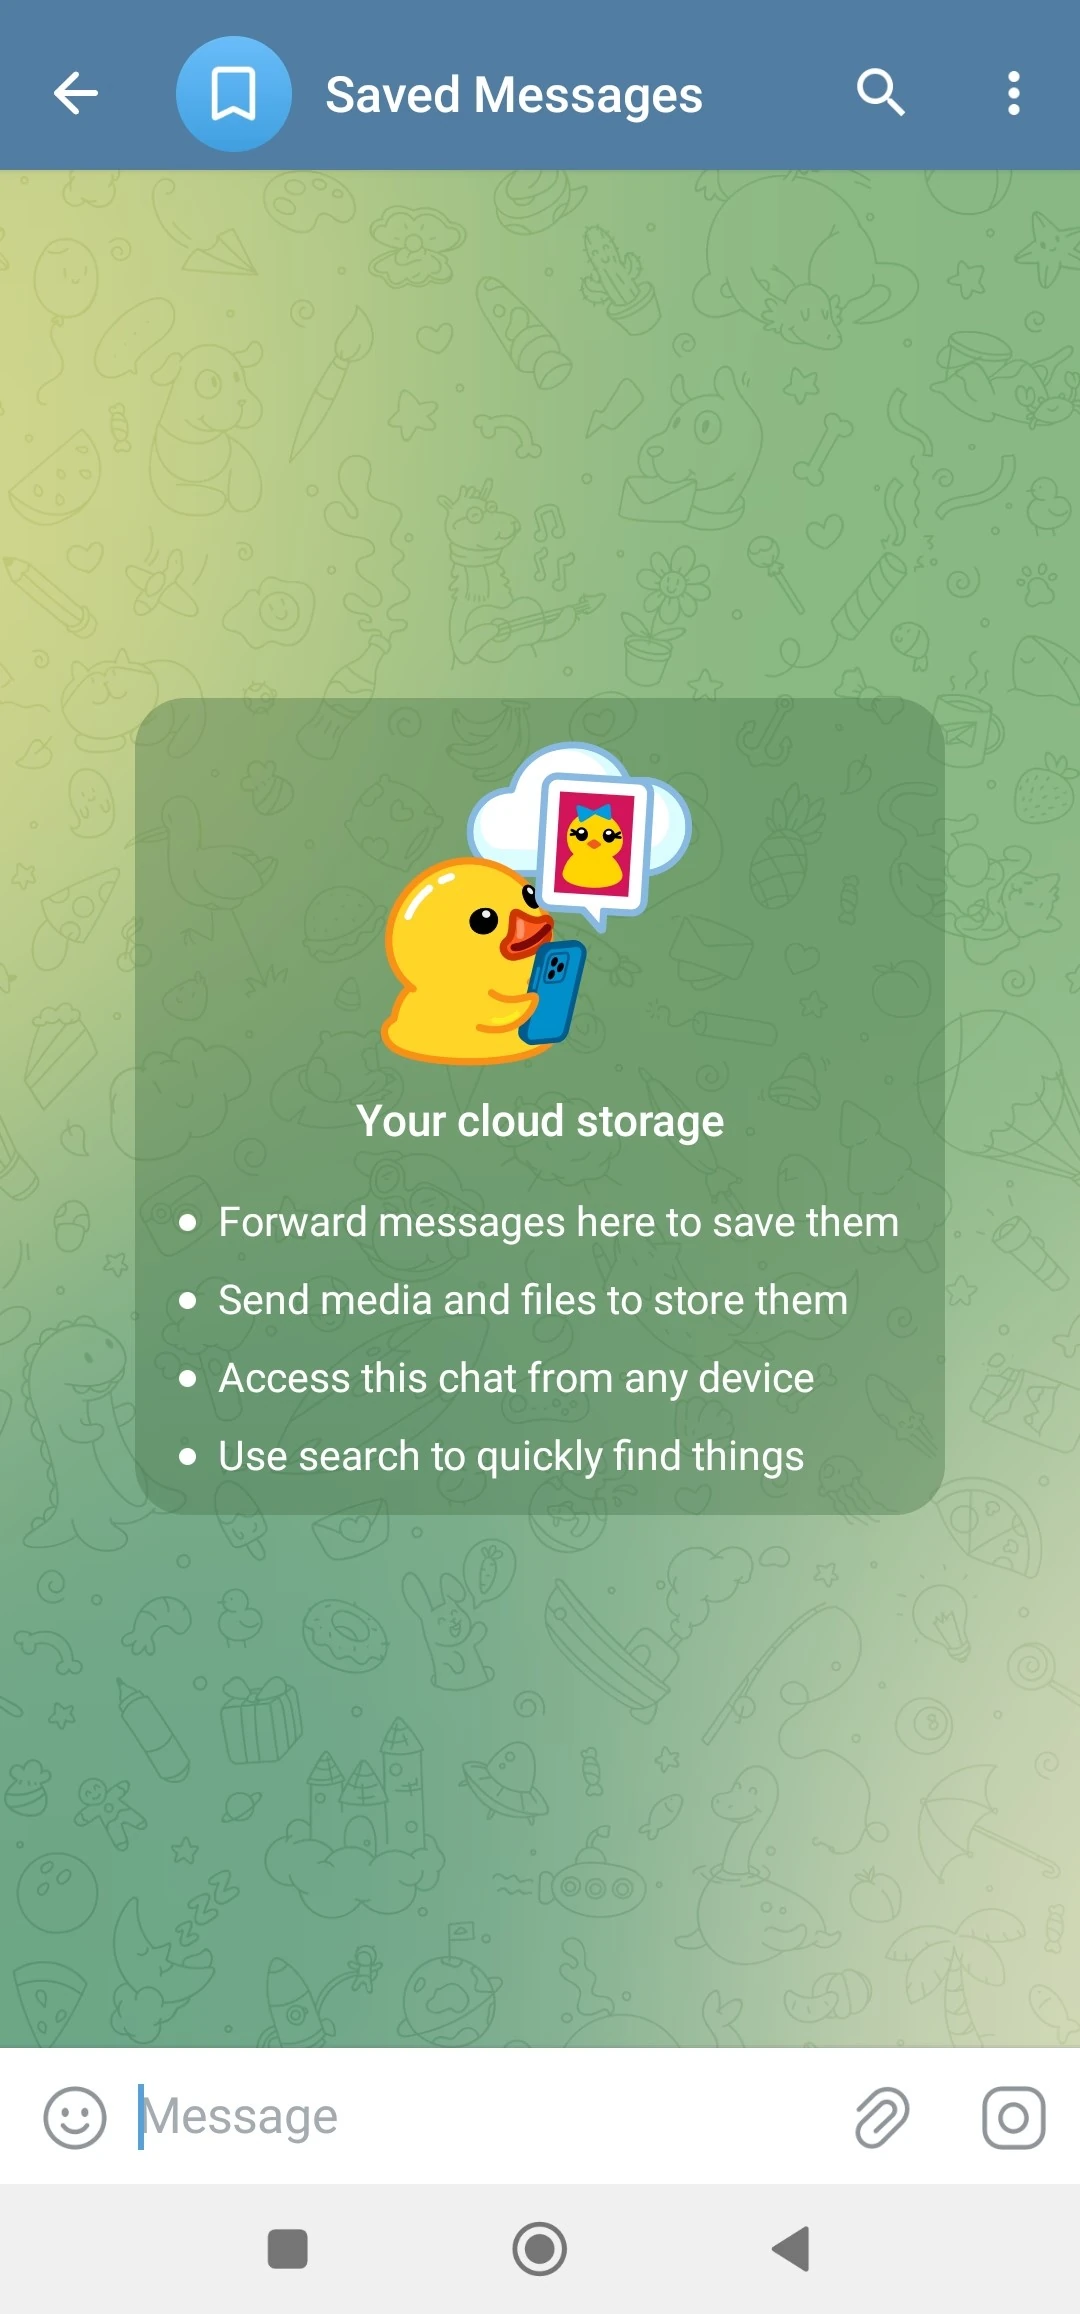 Saved Messages
Your cloud storage
Forward messages here to save them
Send media and files to store them
Access this chat from any device
Use search to quickly find things
Message